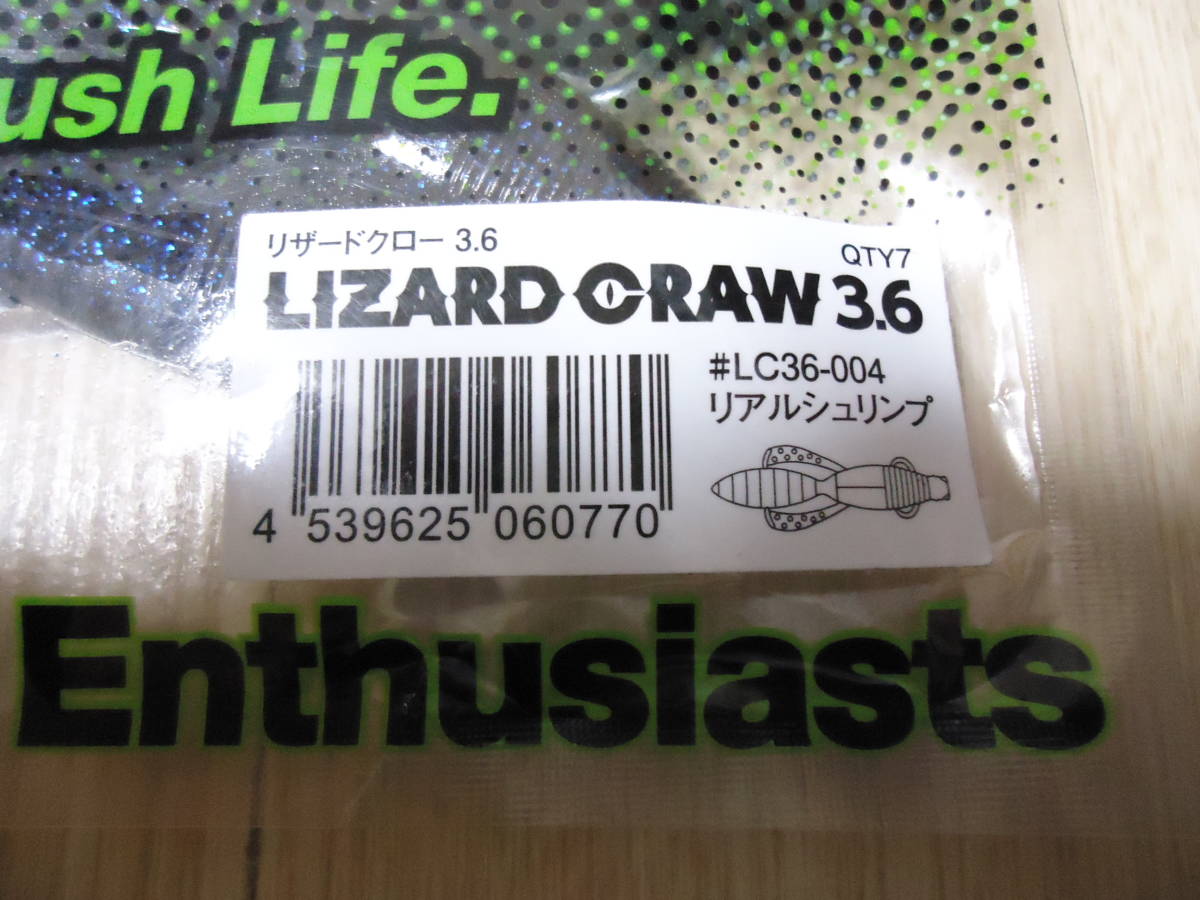 ush Life.
リザードクロー 3.6
QTY7
LIZARD CRAW 3.6
#LC36-004
リアルシュリンプ
4 539625 060770
Enthusiasts